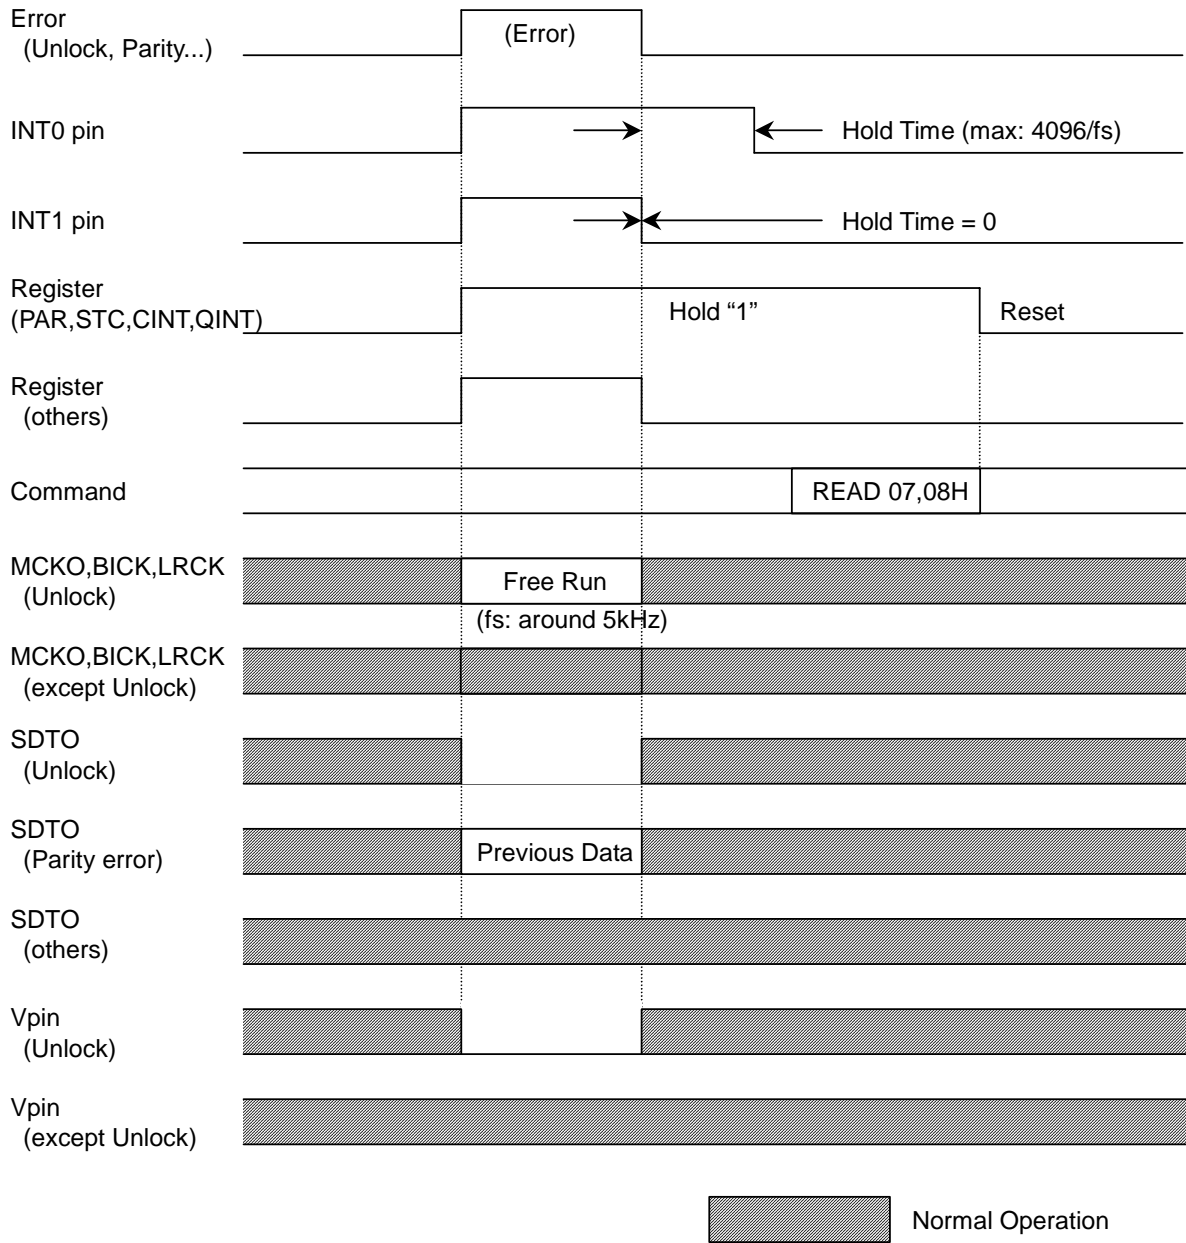 Error
(Unlock, Parity...)
(Error)
INT0 pin
Hold Time (max: 4096/fs)
INT1 pin
Hold Time = 0
Register
(PAR,STC,CINT,QINT)
Hold “1”
Reset
Register
(others)
Command
READ 07,08H
MCKO,BICK,LRCK
(Unlock)
Free Run
(fs: around 5kHz)
MCKO,BICK,LRCK
(except Unlock)
SDTO
(Unlock)
SDTO
(Parity error)
Previous Data
SDTO
(others)
Vpin
(Unlock)
Vpin
(except Unlock)
Normal Operation